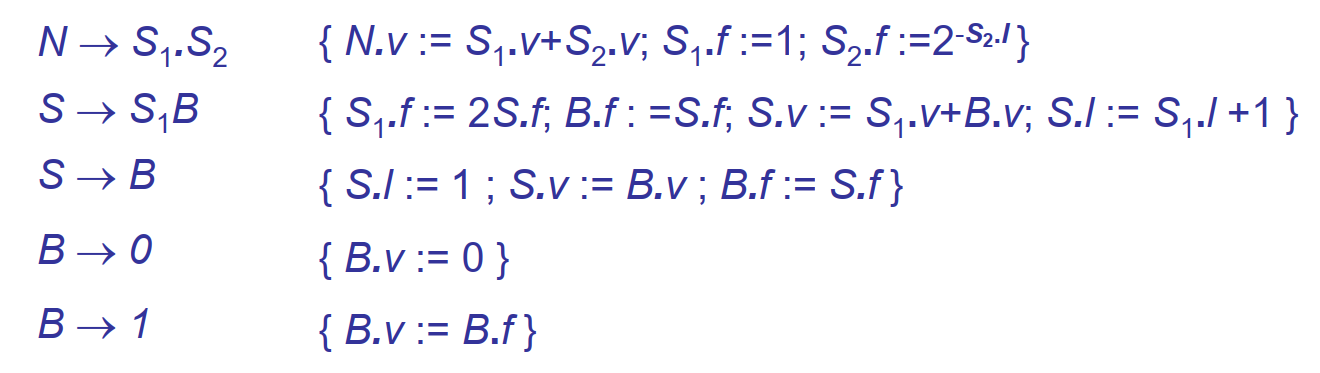 N → S₁.S₂ { N.v := S₁.v+S₂.v; S₁.f :=1; S₂.f :=2⁻ˢ₂·ˡ }
S → S₁B { S₁.f := 2S.f; B.f : =S.f; S.v := S₁.v+B.v; S.l := S₁.l +1 }
S → B { S.l := 1 ; S.v := B.v ; B.f := S.f }
B → 0 { B.v := 0 }
B → 1 { B.v := B.f }